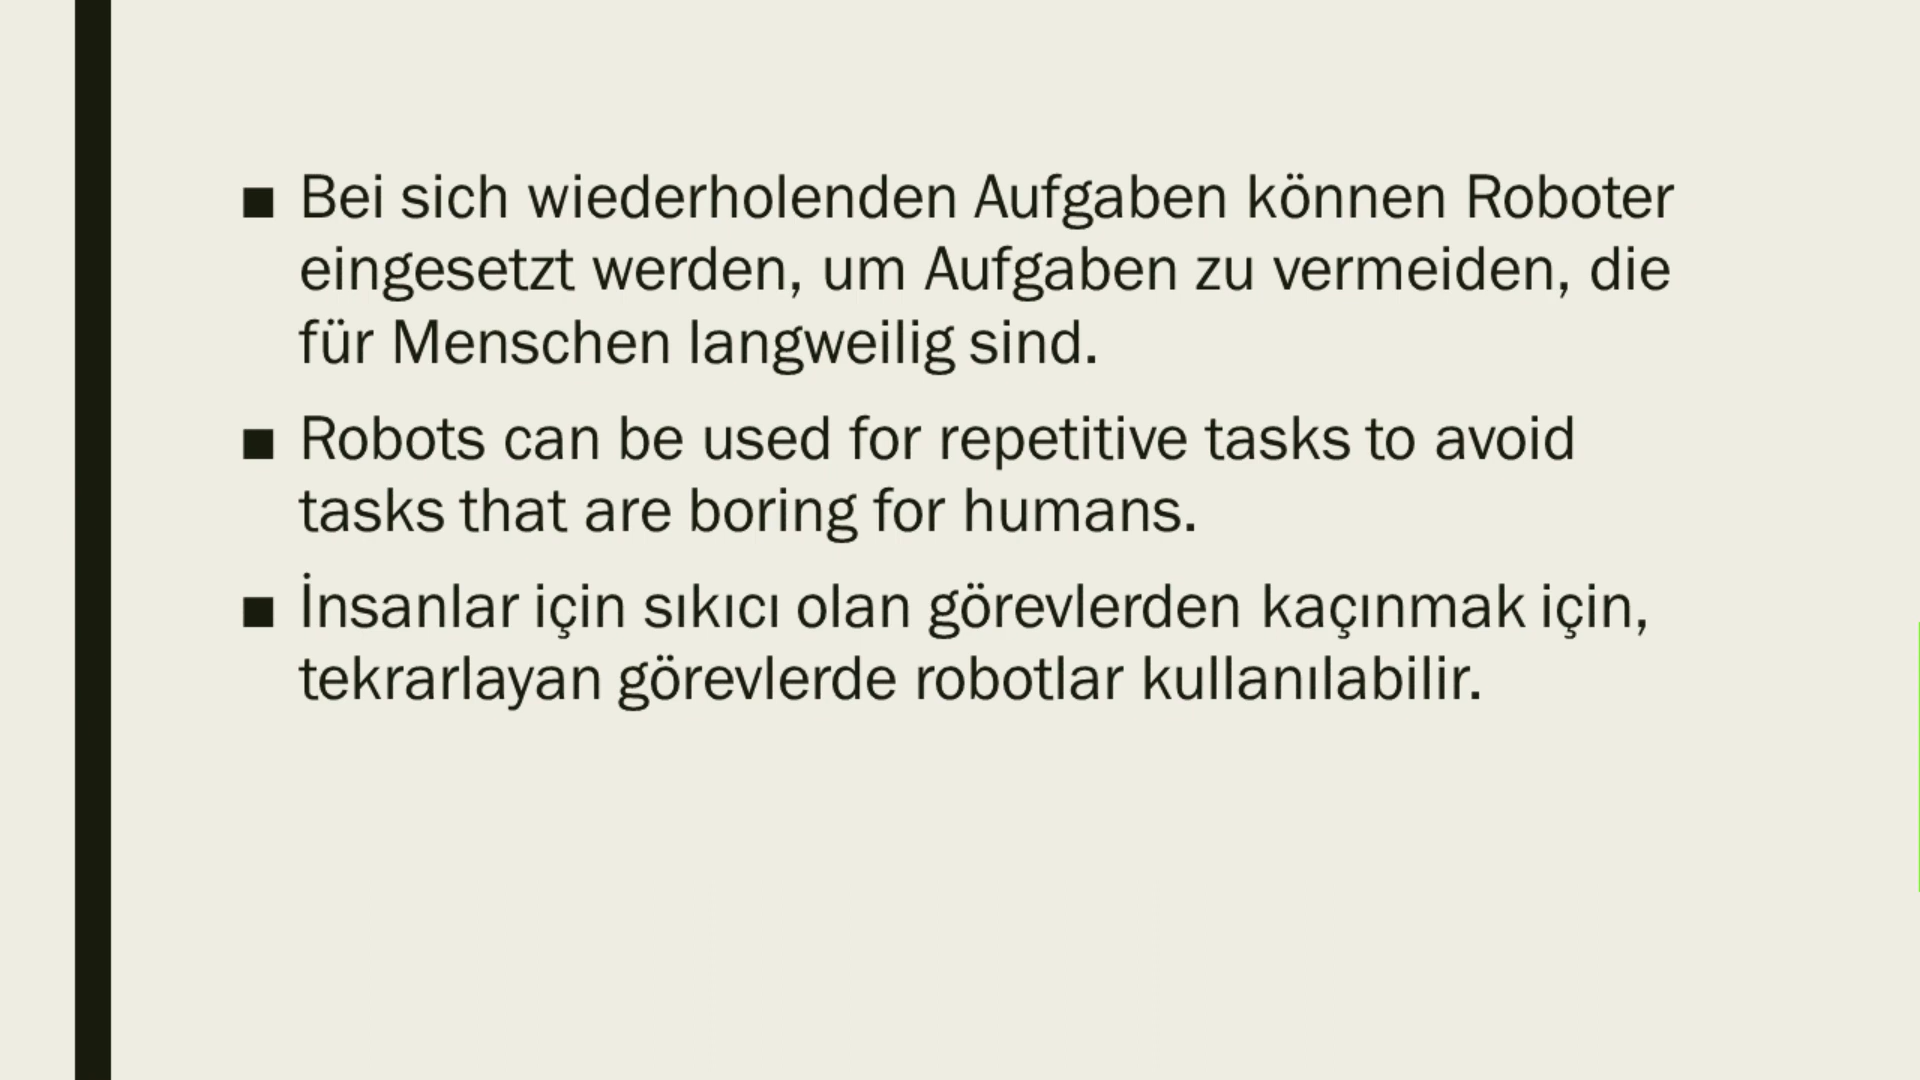 ■ Bei sich wiederholenden Aufgaben können Roboter
eingesetzt werden, um Aufgaben zu vermeiden, die
für Menschen langweilig sind.
■ Robots can be used for repetitive tasks to avoid
tasks that are boring for humans.
■ İnsanlar için sıkıcı olan görevlerden kaçınmak için,
tekrarlayan görevlerde robotlar kullanılabilir.